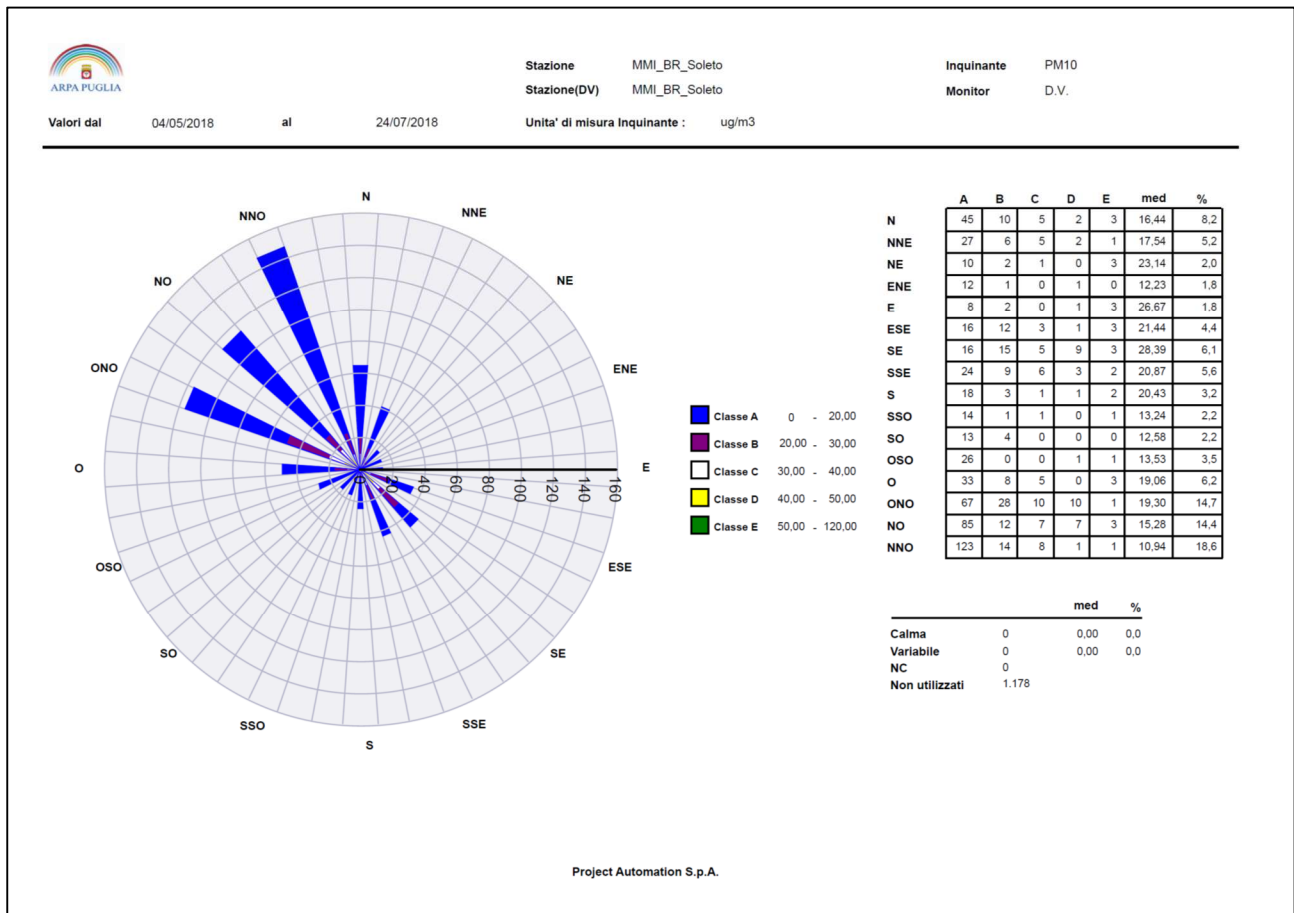 ARPA PUGLIA
Stazione MMI_BR_Soleto Inquinante PM10
Stazione(DV) MMI_BR_Soleto Monitor D.V.
Valori dal 04/05/2018 al 24/07/2018 Unita' di misura Inquinante : ug/m3
N
NNE
NE
ENE
E
ESE
SE
SSE
S
SSO
SO
OSO
O
ONO
NO
NNO
0 20 40 60 80 100 120 140 160
Classe A 0 - 20,00
Classe B 20,00 - 30,00
Classe C 30,00 - 40,00
Classe D 40,00 - 50,00
Classe E 50,00 - 120,00
A B C D E med %
N 45 10 5 2 3 16,44 8,2
NNE 27 6 5 2 1 17,54 5,2
NE 10 2 1 0 3 23,14 2,0
ENE 12 1 0 1 0 12,23 1,8
E 8 2 0 1 3 26,67 1,8
ESE 16 12 3 1 3 21,44 4,4
SE 16 15 5 9 3 28,39 6,1
SSE 24 9 6 3 2 20,87 5,6
S 18 3 1 1 2 20,43 3,2
SSO 14 1 1 0 1 13,24 2,2
SO 13 4 0 0 0 12,58 2,2
OSO 26 0 0 1 1 13,53 3,5
O 33 8 5 0 3 19,06 6,2
ONO 67 28 10 10 1 19,30 14,7
NO 85 12 7 7 3 15,28 14,4
NNO 123 14 8 1 1 10,94 18,6
med %
Calma 0 0,00 0,0
Variabile 0 0,00 0,0
NC 0
Non utilizzati 1.178
Project Automation S.p.A.